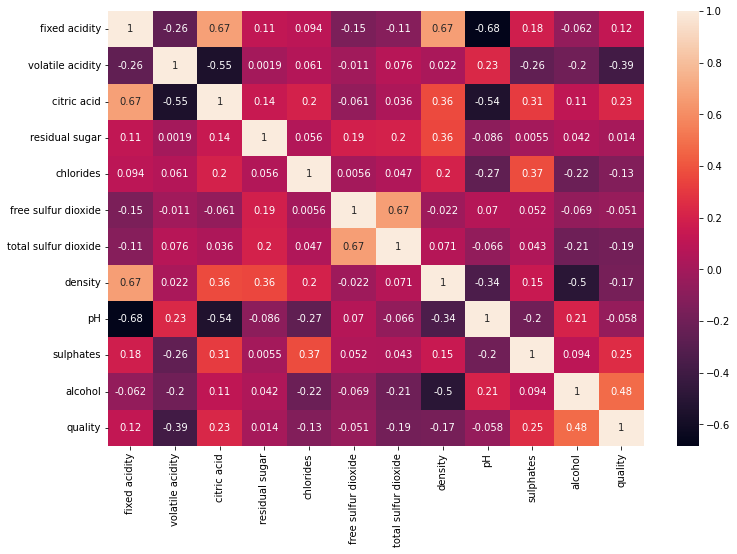 fixed acidity 1 -0.26 0.67 0.11 0.094 -0.15 -0.11 0.67 -0.68 0.18 -0.062 0.12
volatile acidity -0.26 1 -0.55 0.0019 0.061 -0.011 0.076 0.022 0.23 -0.26 -0.2 -0.39
citric acid 0.67 -0.55 1 0.14 0.2 -0.061 0.036 0.36 -0.54 0.31 0.11 0.23
residual sugar 0.11 0.0019 0.14 1 0.056 0.19 0.2 0.36 -0.086 0.0055 0.042 0.014
chlorides 0.094 0.061 0.2 0.056 1 0.0056 0.047 0.2 -0.27 0.37 -0.22 -0.13
free sulfur dioxide -0.15 -0.011 -0.061 0.19 0.0056 1 0.67 -0.022 0.07 0.052 -0.069 -0.051
total sulfur dioxide -0.11 0.076 0.036 0.2 0.047 0.67 1 0.071 -0.066 0.043 -0.21 -0.19
density 0.67 0.022 0.36 0.36 0.2 -0.022 0.071 1 -0.34 0.15 -0.5 -0.17
pH -0.68 0.23 -0.54 -0.086 -0.27 0.07 -0.066 -0.34 1 -0.2 0.21 -0.058
sulphates 0.18 -0.26 0.31 0.0055 0.37 0.052 0.043 0.15 -0.2 1 0.094 0.25
alcohol -0.062 -0.2 0.11 0.042 -0.22 -0.069 -0.21 -0.5 0.21 0.094 1 0.48
quality 0.12 -0.39 0.23 0.014 -0.13 -0.051 -0.19 -0.17 -0.058 0.25 0.48 1
fixed acidity
volatile acidity
citric acid
residual sugar
chlorides
free sulfur dioxide
total sulfur dioxide
density
pH
sulphates
alcohol
quality
1.0
0.8
0.6
0.4
0.2
0.0
−0.2
−0.4
−0.6